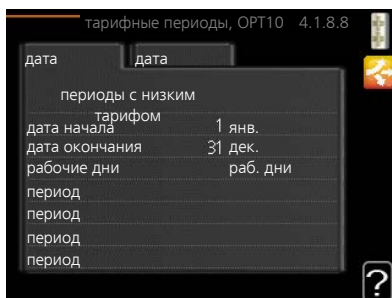 тарифные периоды, OPT10 4.1.8.8
дата дата
периоды с низким
тарифом
дата начала 1 янв.
дата окончания 31 дек.
рабочие дни раб. дни
период
период
период
период
?